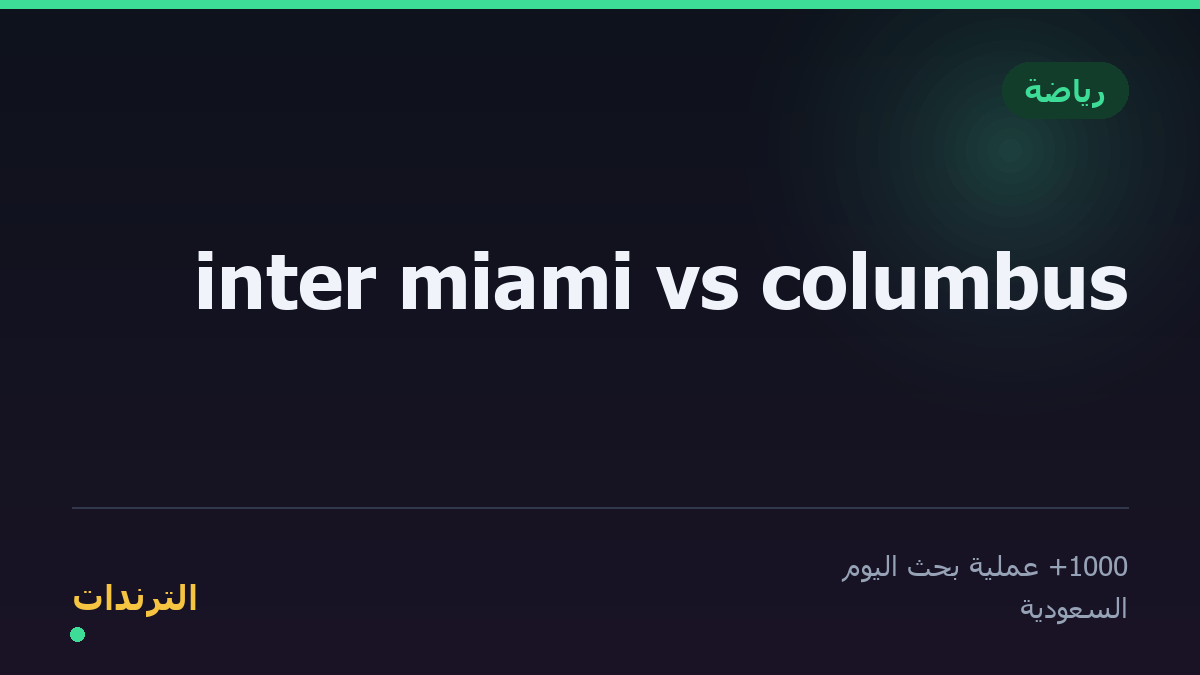 رياضة
inter miami vs columbus
1000+ عملية بحث اليوم
السعودية
الترندات